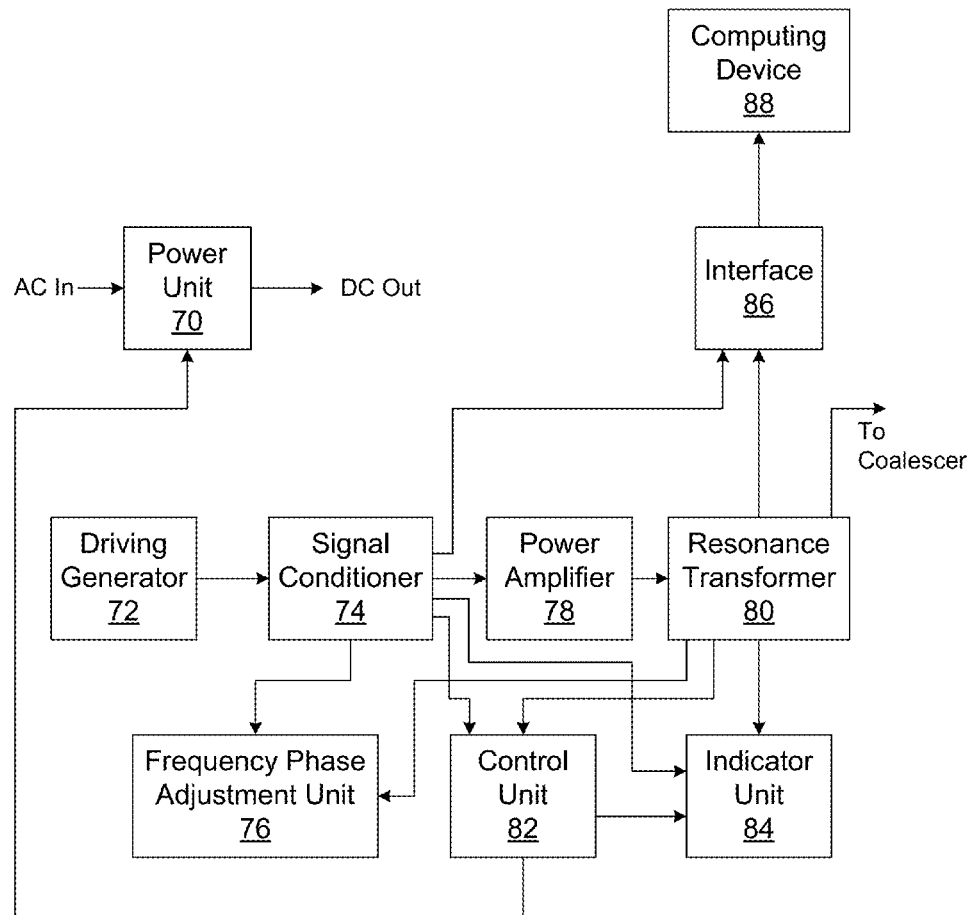 Computing
Device
88
AC In
Power
Unit
70
DC Out
Interface
86
To
Coalescer
Driving
Generator
72
Signal
Conditioner
74
Power
Amplifier
78
Resonance
Transformer
80
Frequency Phase
Adjustment Unit
76
Control
Unit
82
Indicator
Unit
84